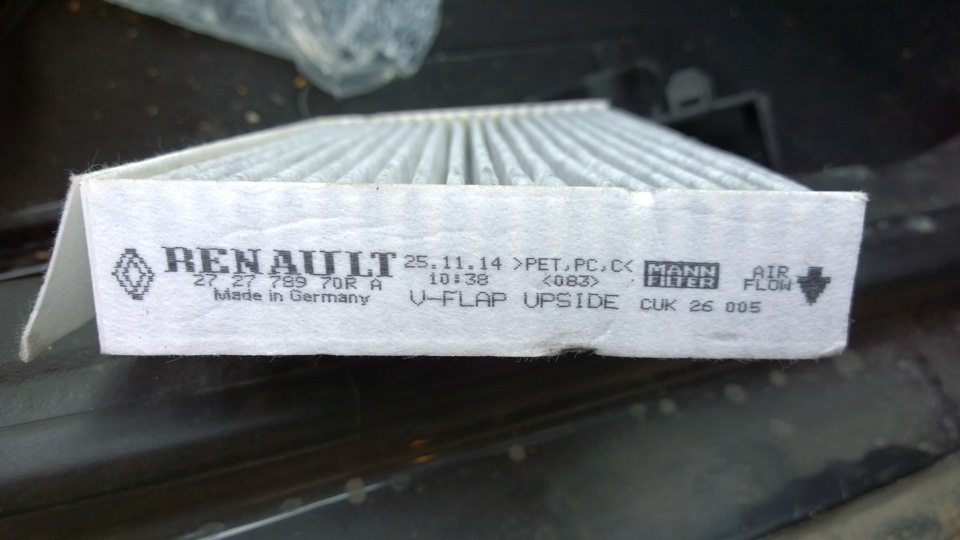 RENAULT
27 27 789 70R A
Made in Germany
25.11.14 >PET,PC,C<
10:38 <083>
V-FLAP UPSIDE
MANN
FILTER
CUK 26 005
AIR
FLOW